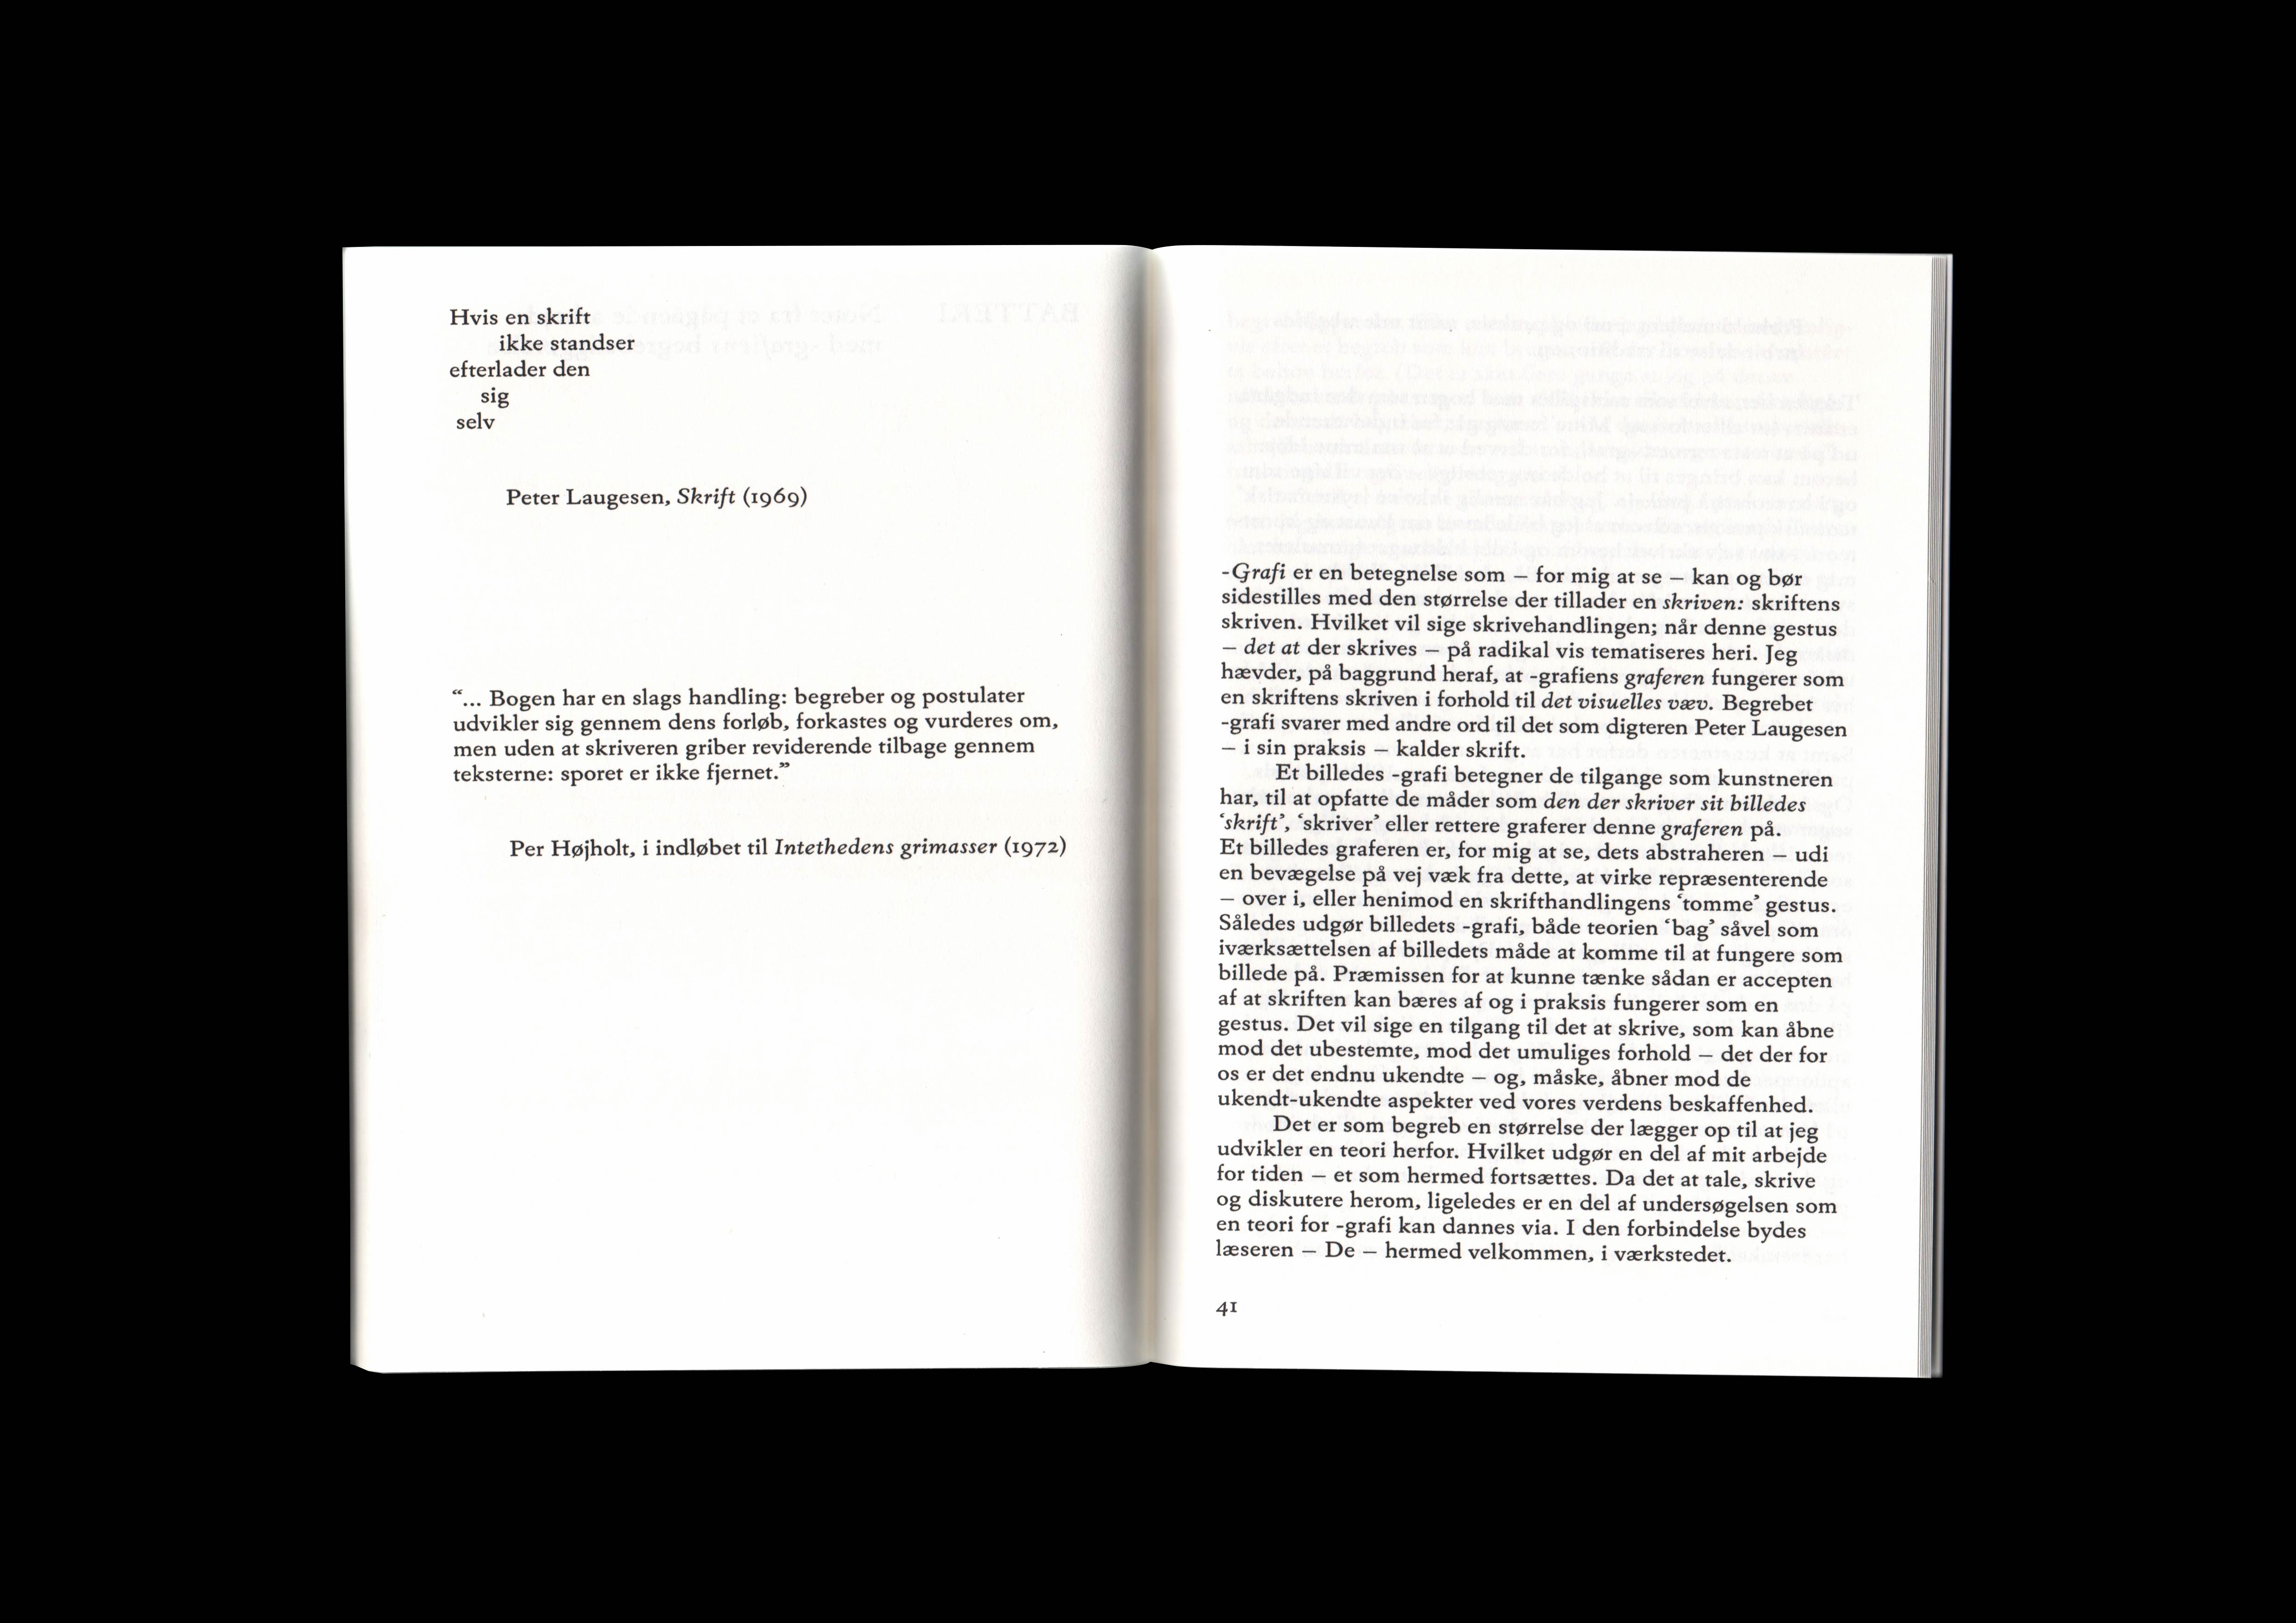 Hvis en skrift
ikke standser
efterlader den
sig
selv
Peter Laugesen, Skrift (1969)
“... Bogen har en slags handling: begreber og postulater
udvikler sig gennem dens forløb, forkastes og vurderes om,
men uden at skriveren griber reviderende tilbage gennem
teksterne: sporet er ikke fjernet.”
Per Højholt, i indløbet til Intethedens grimasser (1972)
-Grafi er en betegnelse som – for mig at se – kan og bør
sidestilles med den størrelse der tillader en skriven: skriftens
skriven. Hvilket vil sige skrivehandlingen; når denne gestus
– det at der skrives – på radikal vis tematiseres heri. Jeg
hævder, på baggrund heraf, at -grafiens graferen fungerer som
en skriftens skriven i forhold til det visuelles væv. Begrebet
-grafi svarer med andre ord til det som digteren Peter Laugesen
– i sin praksis – kalder skrift.
Et billedes -grafi betegner de tilgange som kunstneren
har, til at opfatte de måder som den der skriver sit billedes
‘skrift’, ‘skriver’ eller rettere graferer denne graferen på.
Et billedes graferen er, for mig at se, dets abstraheren – udi
en bevægelse på vej væk fra dette, at virke repræsenterende
– over i, eller henimod en skrifthandlingens ‘tomme’ gestus.
Således udgør billedets -grafi, både teorien ‘bag’ såvel som
iværksættelsen af billedets måde at komme til at fungere som
billede på. Præmissen for at kunne tænke sådan er accepten
af at skriften kan bæres af og i praksis fungerer som en
gestus. Det vil sige en tilgang til det at skrive, som kan åbne
mod det ubestemte, mod det umuliges forhold – det der for
os er det endnu ukendte – og, måske, åbner mod de
ukendt-ukendte aspekter ved vores verdens beskaffenhed.
Det er som begreb en størrelse der lægger op til at jeg
udvikler en teori herfor. Hvilket udgør en del af mit arbejde
for tiden – et som hermed fortsættes. Da det at tale, skrive
og diskutere herom, ligeledes er en del af undersøgelsen som
en teori for -grafi kan dannes via. I den forbindelse bydes
læseren – De – hermed velkommen, i værkstedet.
41